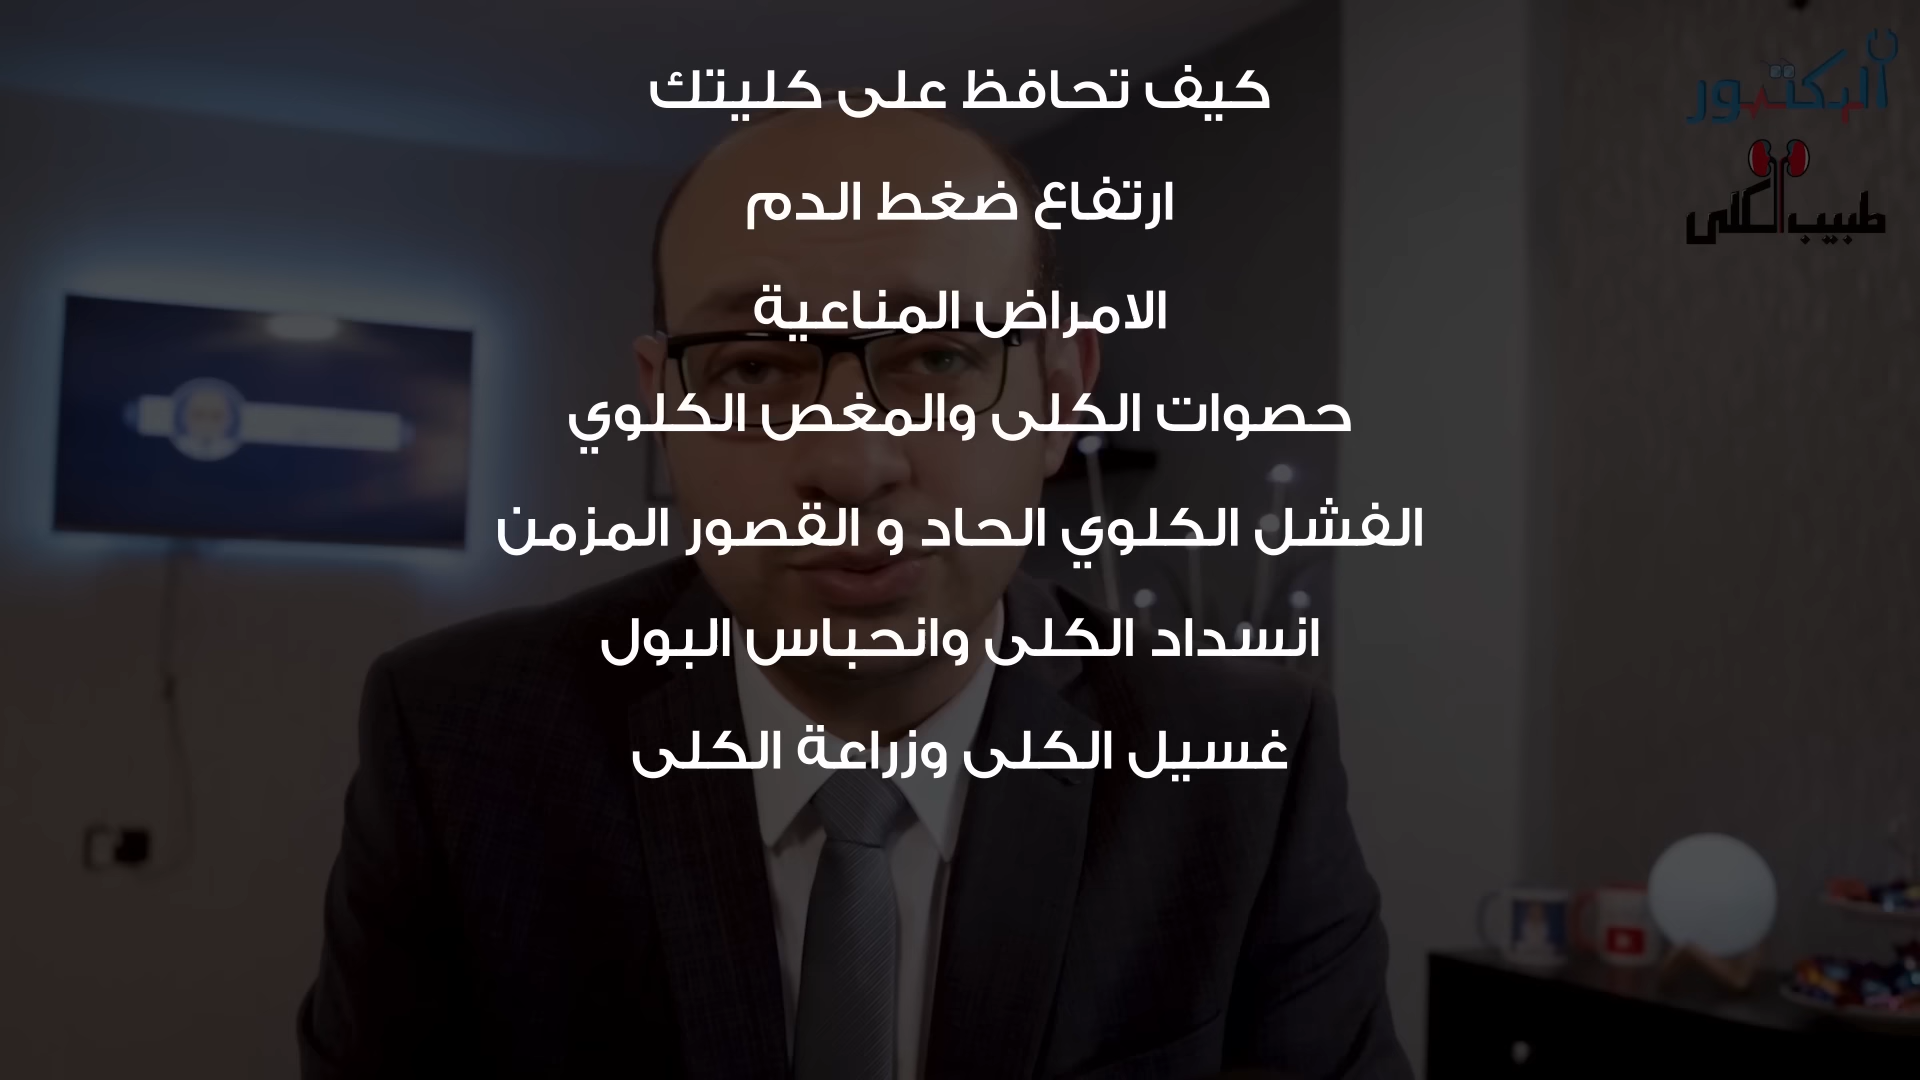 كيف تحافظ على كليتك
ارتفاع ضغط الدم
الامراض المناعية
حصوات الكلى والمغص الكلوي
الفشل الكلوي الحاد و القصور المزمن
انسداد الكلى وانحباس البول
غسيل الكلى وزراعة الكلى
الدكتور
طبيب الكلى